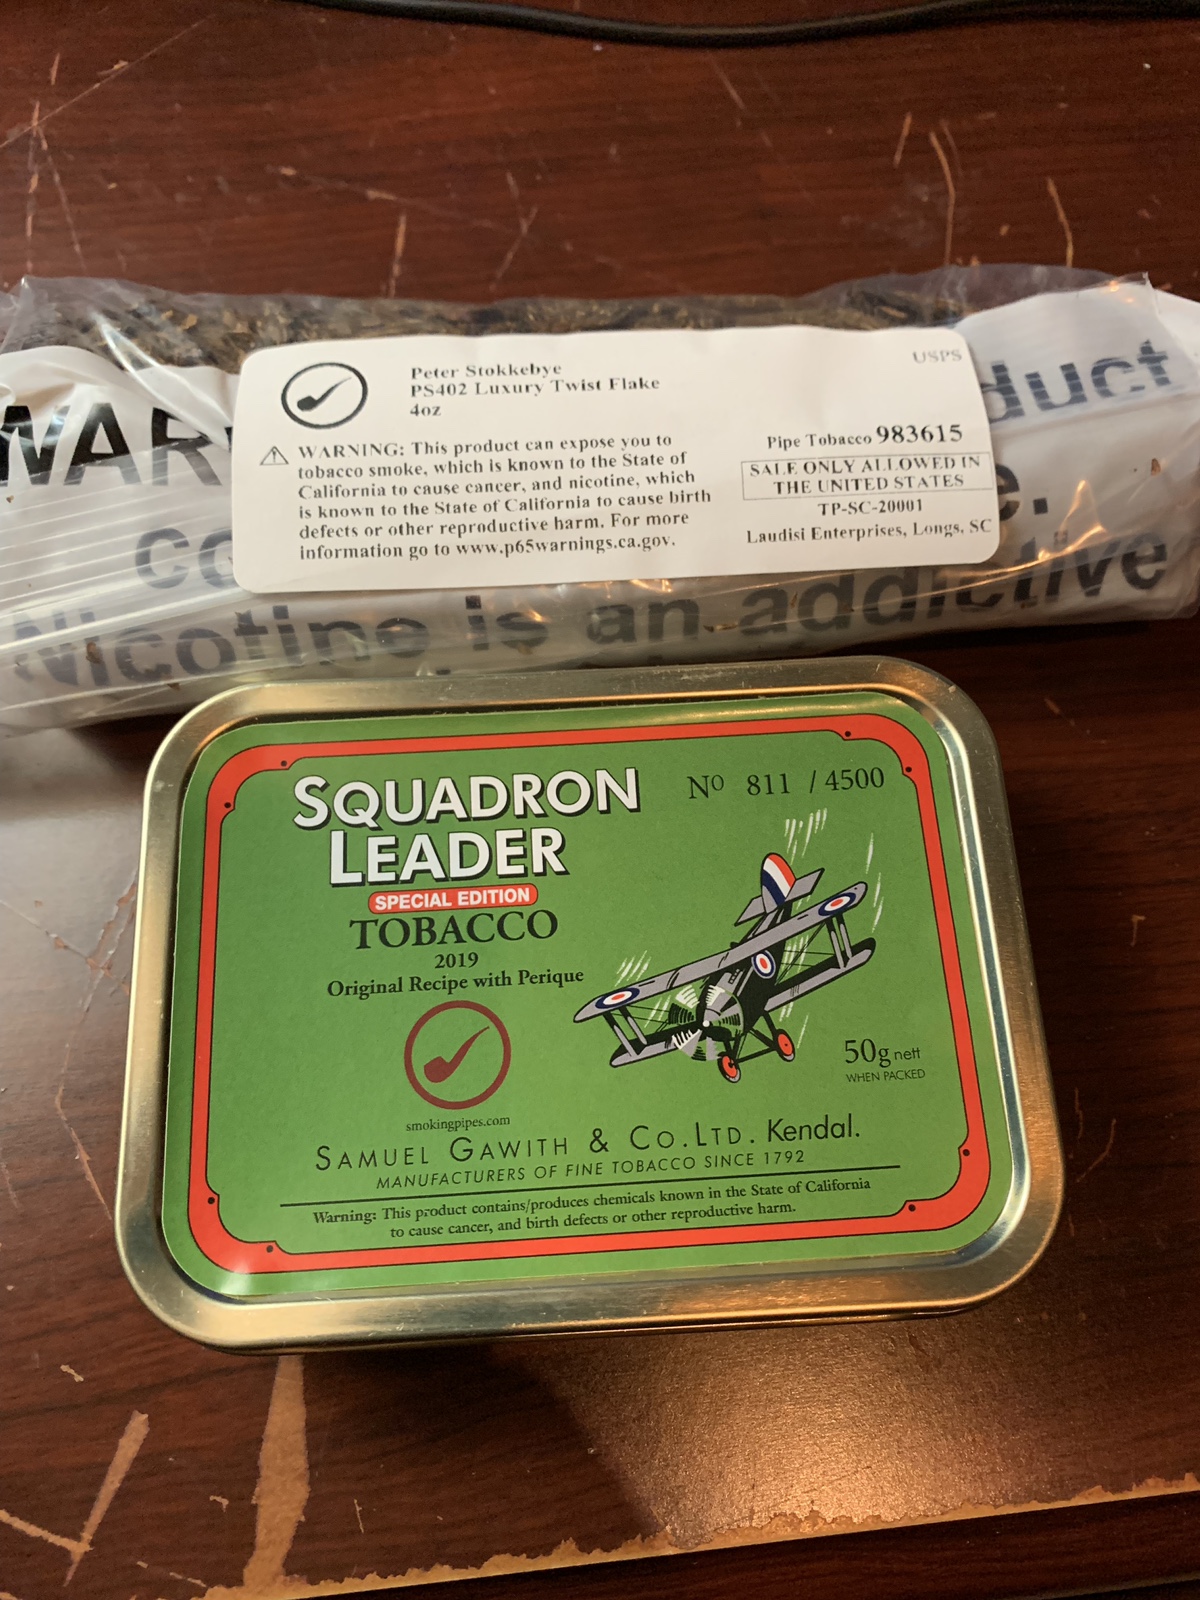 Peter Stokkebye
PS402 Luxury Twist Flake
4oz
USPS
WARNING: This product can expose you to
tobacco smoke, which is known to the State of
California to cause cancer, and nicotine, which
is known to the State of California to cause birth
defects or other reproductive harm. For more
information go to www.p65warnings.ca.gov.
Pipe Tobacco 983615
SALE ONLY ALLOWED IN
THE UNITED STATES
TP-SC-20001
Laudisi Enterprises, Longs, SC
Nicotine is an addictive
SQUADRON
LEADER
SPECIAL EDITION
TOBACCO
2019
Original Recipe with Perique
No 811 / 4500
smokingpipes.com
50g nett
WHEN PACKED
SAMUEL GAWITH & CO. LTD. Kendal.
MANUFACTURERS OF FINE TOBACCO SINCE 1792
Warning: This product contains/produces chemicals known in the State of California
to cause cancer, and birth defects or other reproductive harm.